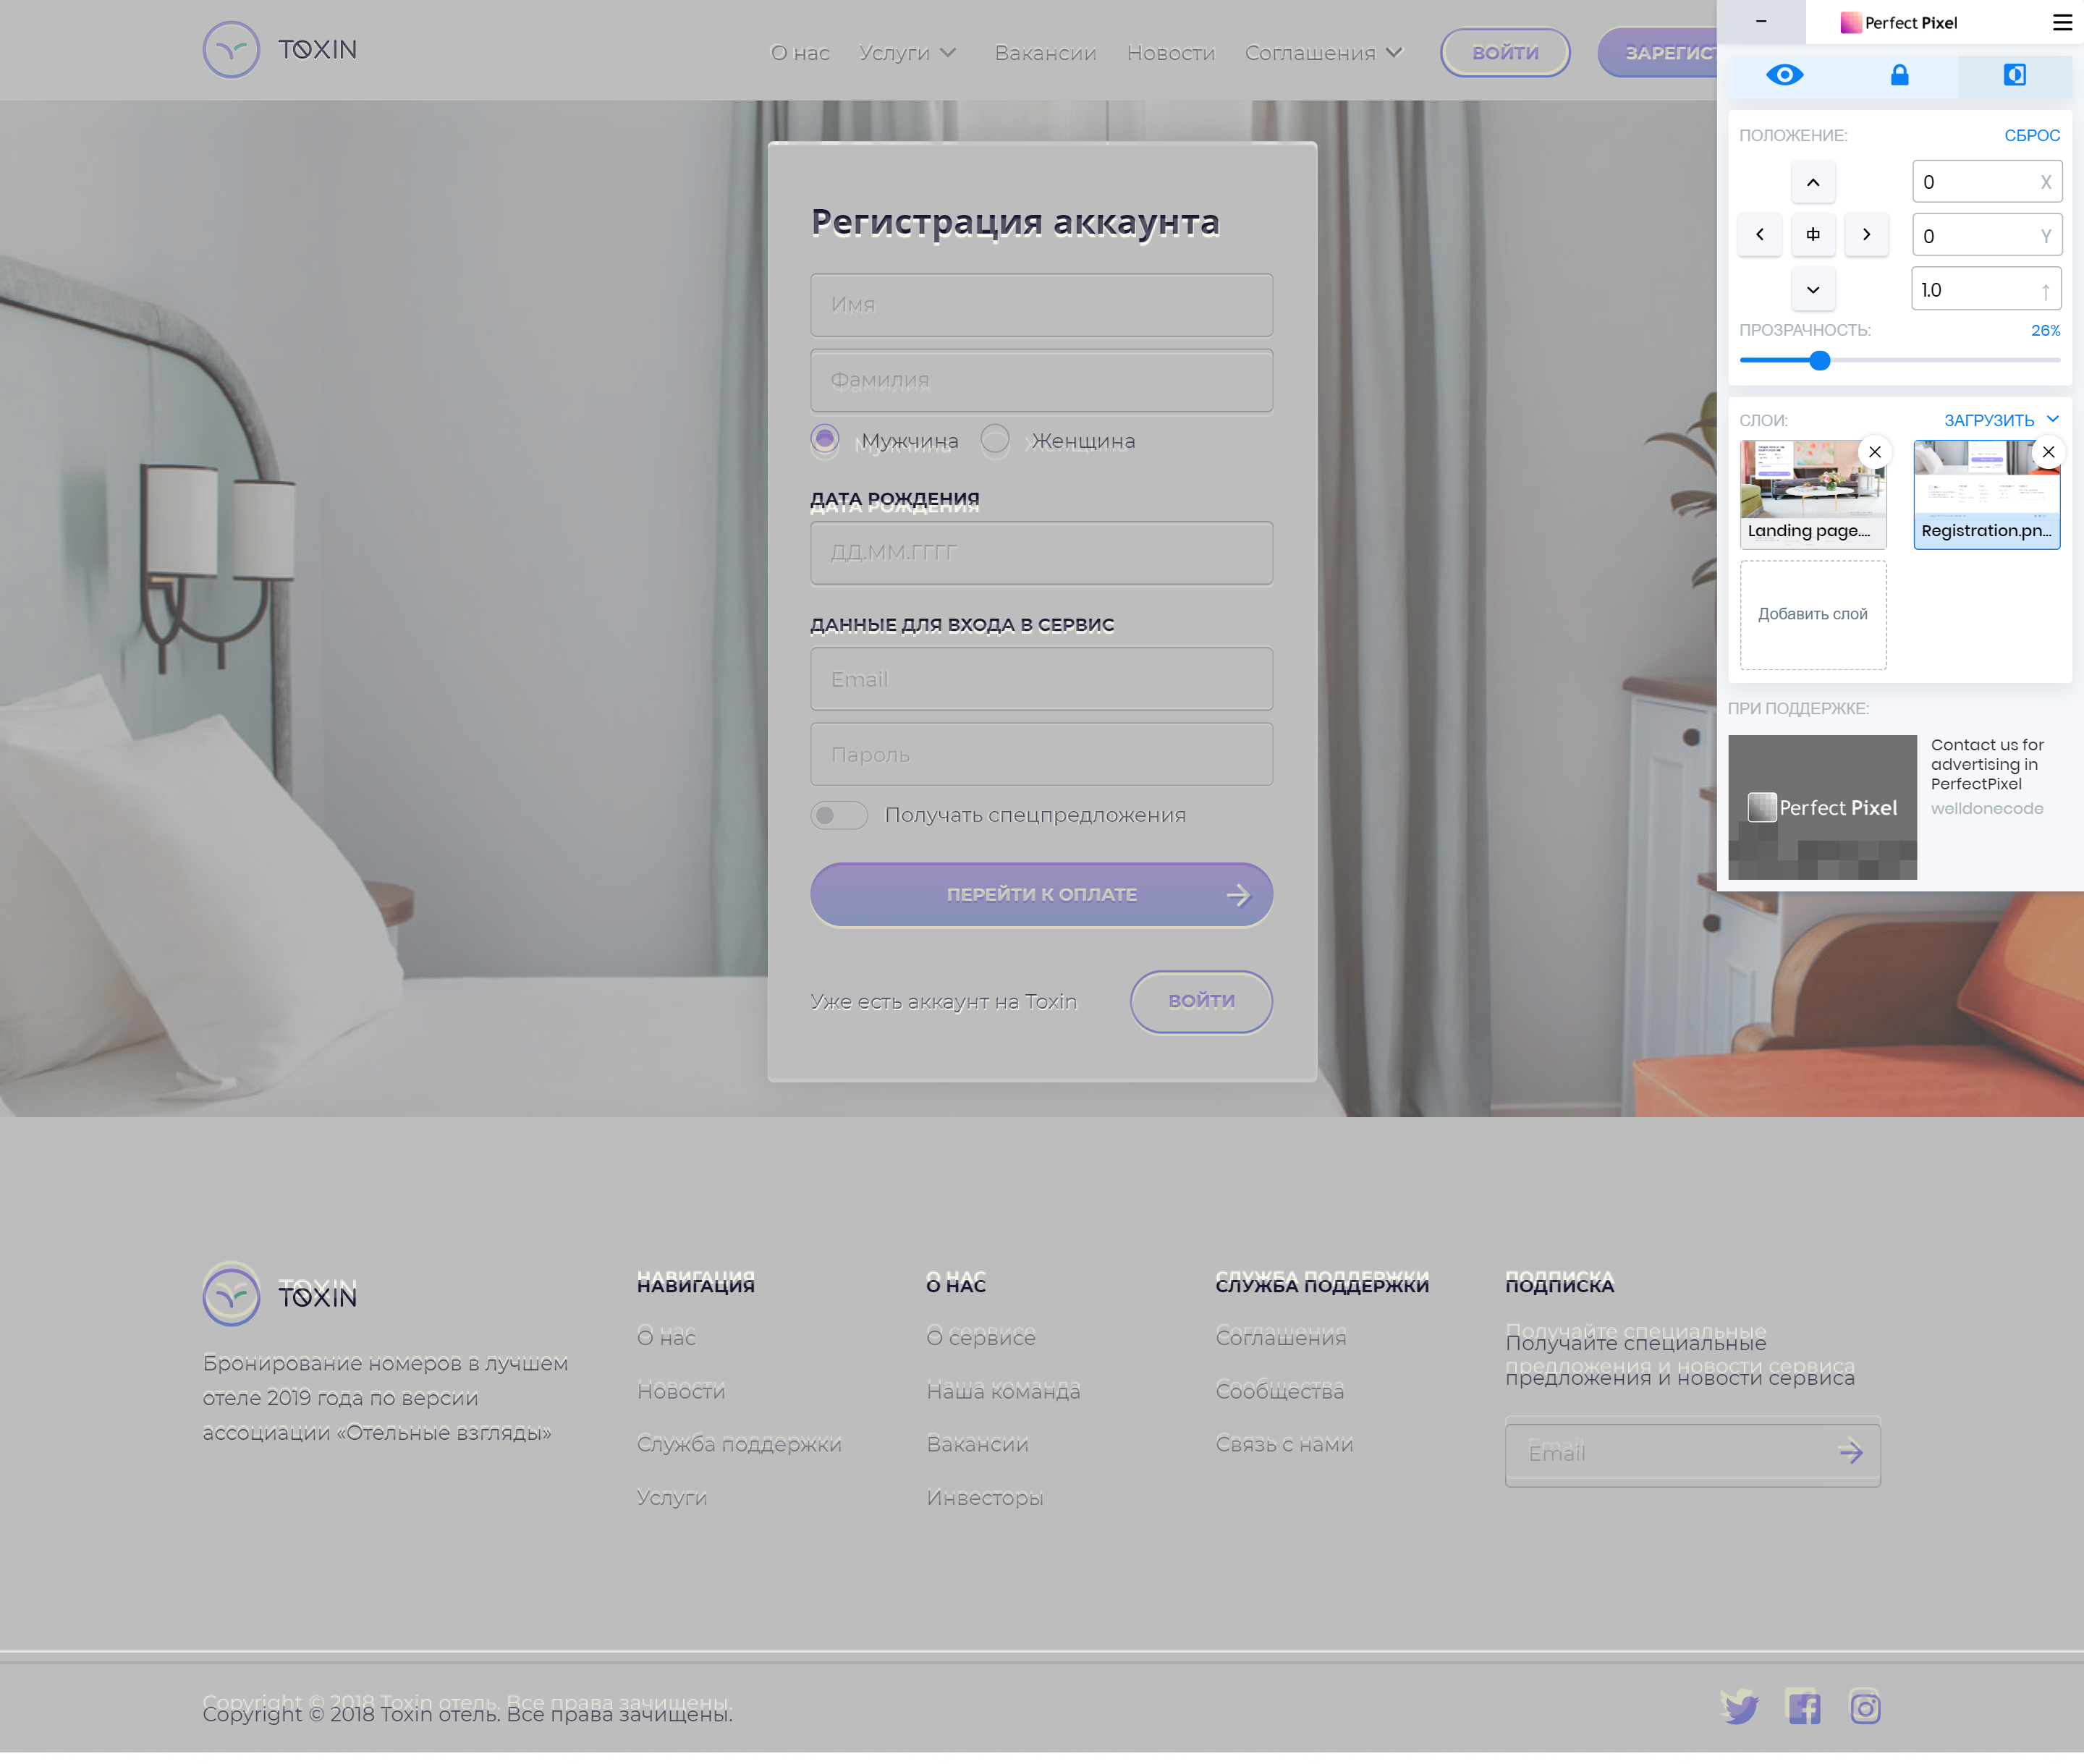 TOXIN
О нас
Услуги
Вакансии
Новости
Соглашения
ВОЙТИ
ЗАРЕГИСТ
Perfect Pixel
ПОЛОЖЕНИЕ:
СБРОС
0 X
0 Y
1.0 ↑
ПРОЗРАЧНОСТЬ:
26%
СЛОИ:
ЗАГРУЗИТЬ
Landing page....
Registration.pn...
Добавить слой
ПРИ ПОДДЕРЖКЕ:
Perfect Pixel
Contact us for
advertising in
PerfectPixel
welldonecode
Регистрация аккаунта
Имя
Фамилия
Мужчина
Женщина
ДАТА РОЖДЕНИЯ
ДД.ММ.ГГГГ
ДАННЫЕ ДЛЯ ВХОДА В СЕРВИС
Email
Пароль
Получать спецпредложения
ПЕРЕЙТИ К ОПЛАТЕ
Уже есть аккаунт на Toxin
ВОЙТИ
TOXIN
Бронирование номеров в лучшем
отеле 2019 года по версии
ассоциации «Отельные взгляды»
НАВИГАЦИЯ
О нас
Новости
Служба поддержки
Услуги
О НАС
О сервисе
Наша команда
Вакансии
Инвесторы
СЛУЖБА ПОДДЕРЖКИ
Соглашения
Сообщества
Связь с нами
ПОДПИСКА
Получайте специальные
предложения и новости сервиса
Email
Copyright © 2018 Toxin отель. Все права зачищены.